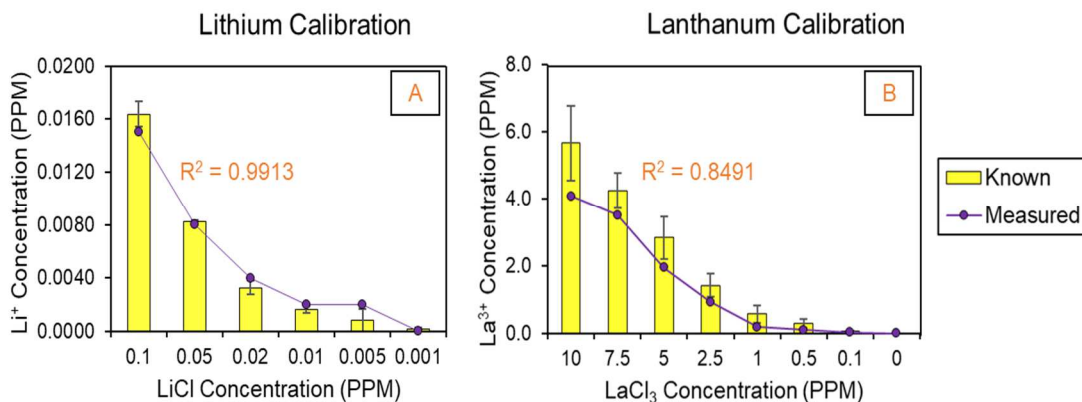 Lithium Calibration
Li⁺ Concentration (PPM)
0.0200
0.0160
0.0120
0.0080
0.0040
0.0000
A
R² = 0.9913
0.1 0.05 0.02 0.01 0.005 0.001
LiCl Concentration (PPM)
Lanthanum Calibration
La³⁺ Concentration (PPM)
8.0
6.0
4.0
2.0
0.0
B
R² = 0.8491
10 7.5 5 2.5 1 0.5 0.1 0
LaCl₃ Concentration (PPM)
Known
Measured